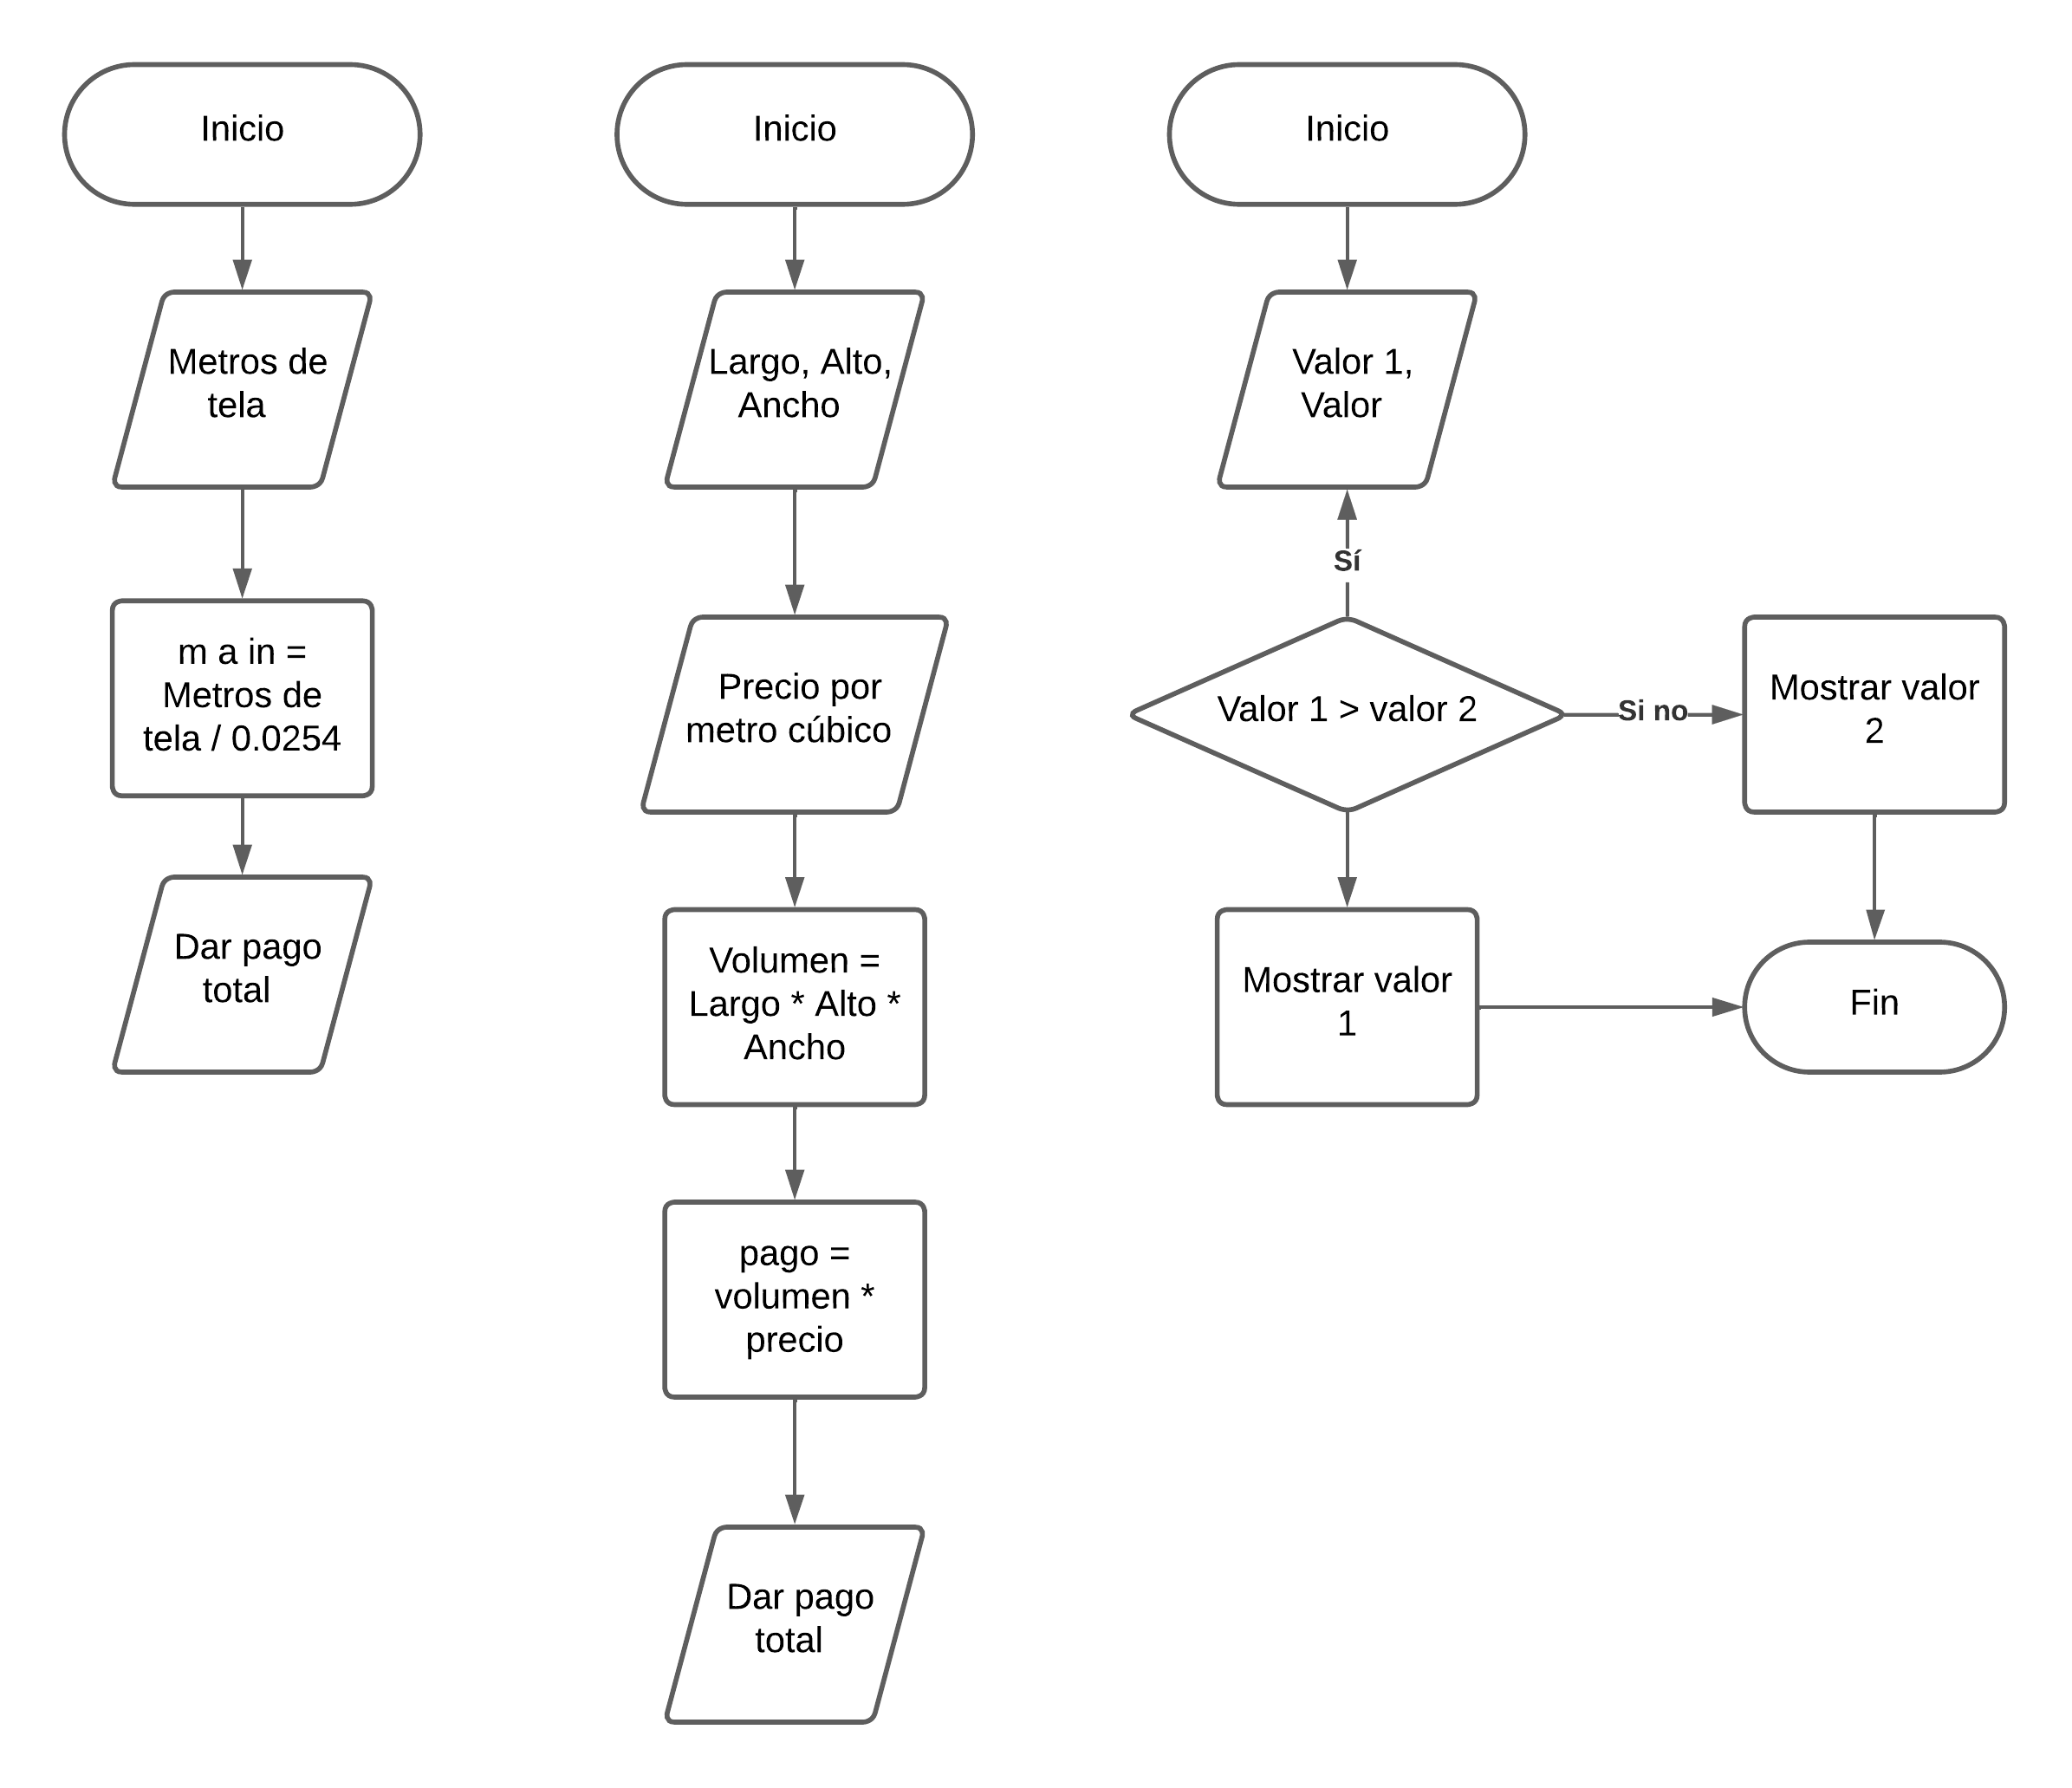 Inicio
Metros de
tela
m a in =
Metros de
tela / 0.0254
Dar pago
total
Inicio
Largo, Alto,
Ancho
Precio por
metro cúbico
Volumen =
Largo * Alto *
Ancho
pago =
volumen *
precio
Dar pago
total
Inicio
Valor 1,
Valor
Sí
Valor 1 > valor 2
Si no
Mostrar valor
2
Mostrar valor
1
Fin